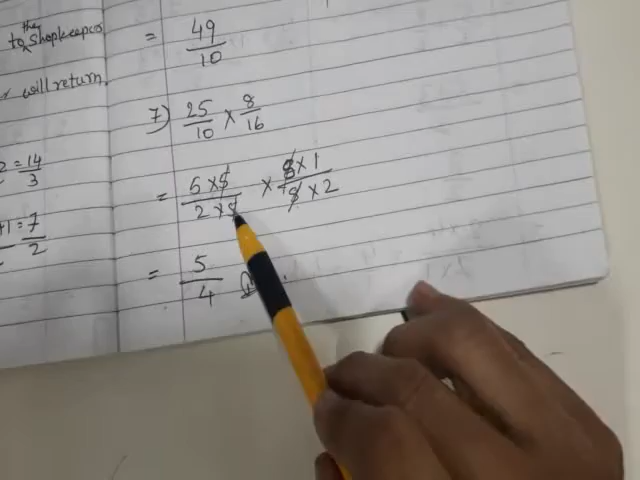 the
to shopkeeper
will return
= 14/3
+1 = 7/2
= 49/10
7) 25/10 × 8/16
= 5×5/2×5 × 8×1/8×2
= 5/4